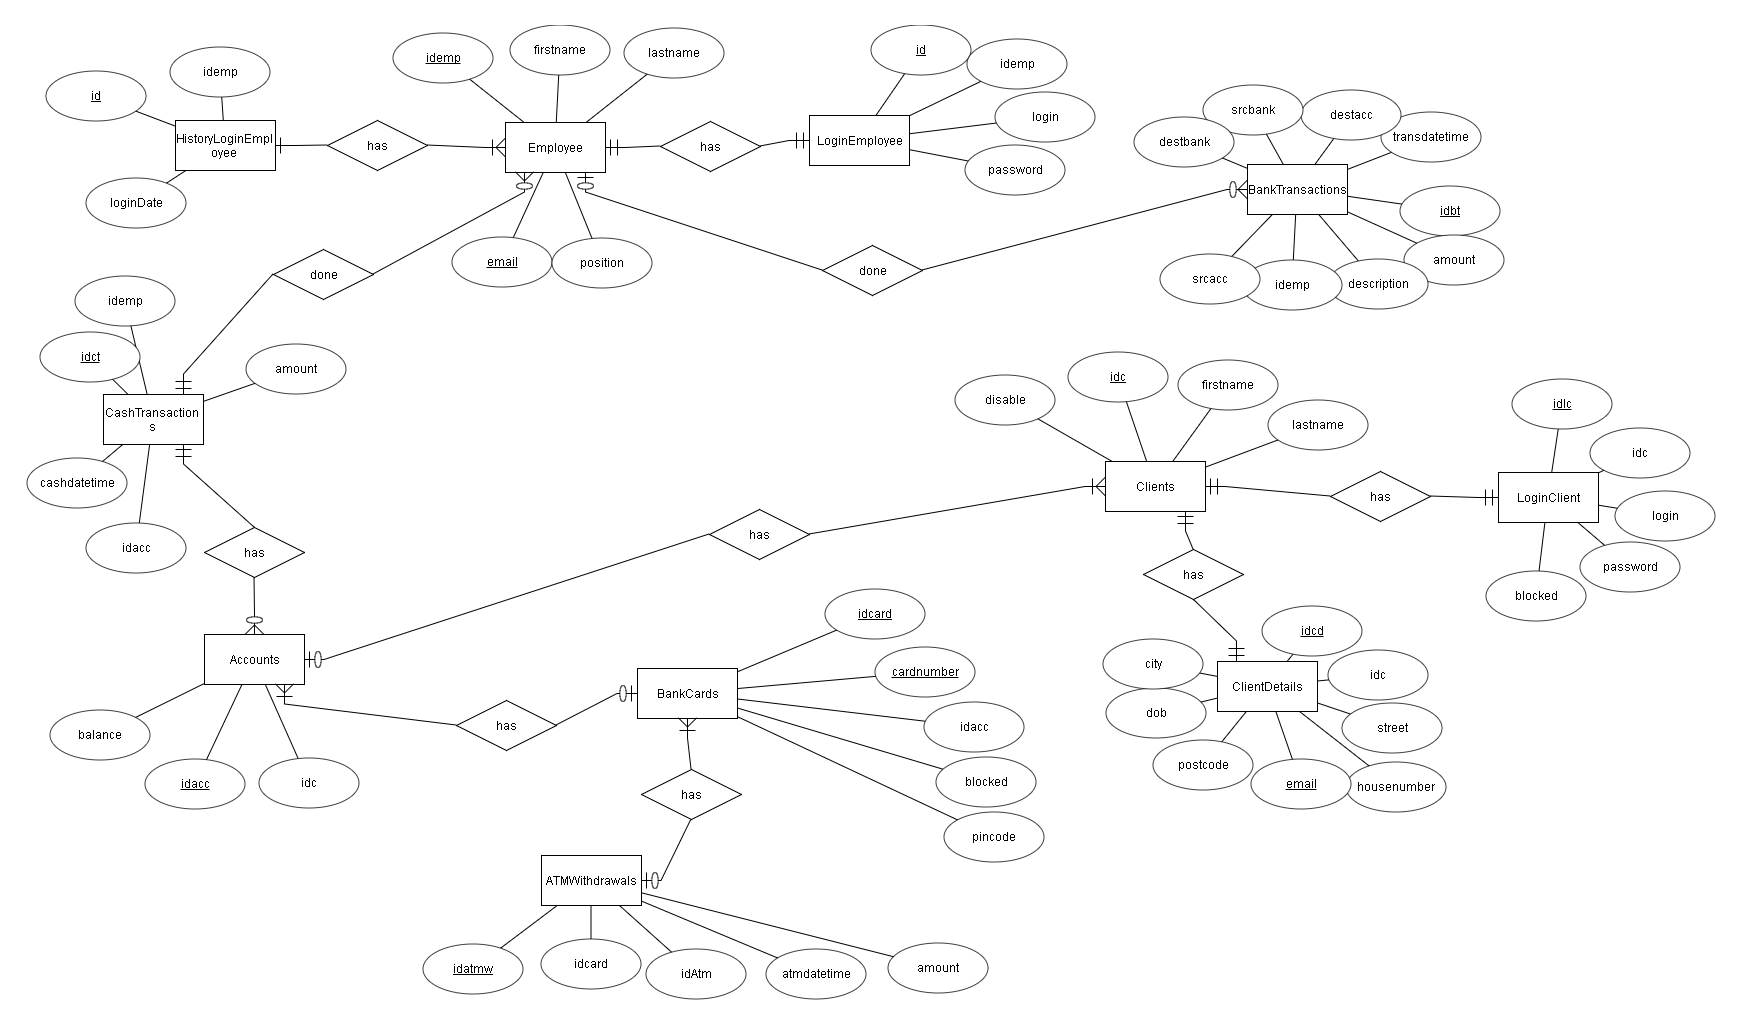 id
idemp
HistoryLoginEmpl
oyee
loginDate
has
idemp
firstname
lastname
Employee
email
position
has
id
idemp
login
password
LoginEmployee
srcbank
destacc
destbank
transdatetime
BankTransactions
idbt
amount
srcacc
idemp
description
done
done
idemp
idct
amount
CashTransaction
s
cashdatetime
idacc
has
disable
idc
firstname
lastname
Clients
has
idlc
idc
LoginClient
login
password
blocked
has
has
idcd
city
idc
ClientDetails
dob
street
postcode
email
housenumber
Accounts
balance
idacc
idc
has
idcard
cardnumber
BankCards
idacc
blocked
pincode
has
ATMWithdrawals
idatmw
idcard
idAtm
atmdatetime
amount